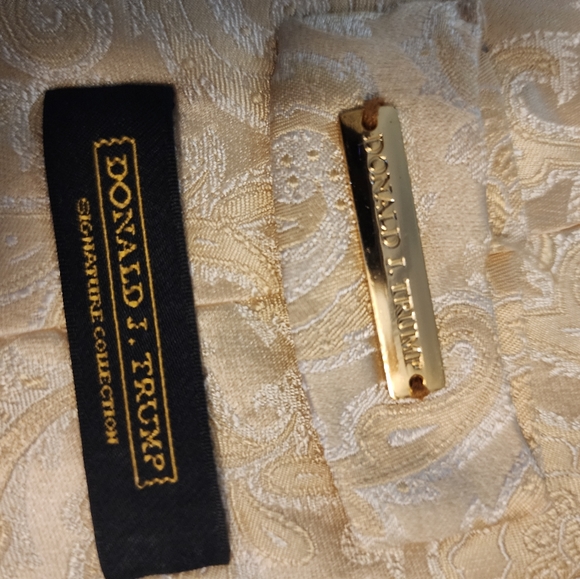 DONALD J. TRUMP
SIGNATURE COLLECTION
DONALD J. TRUMP